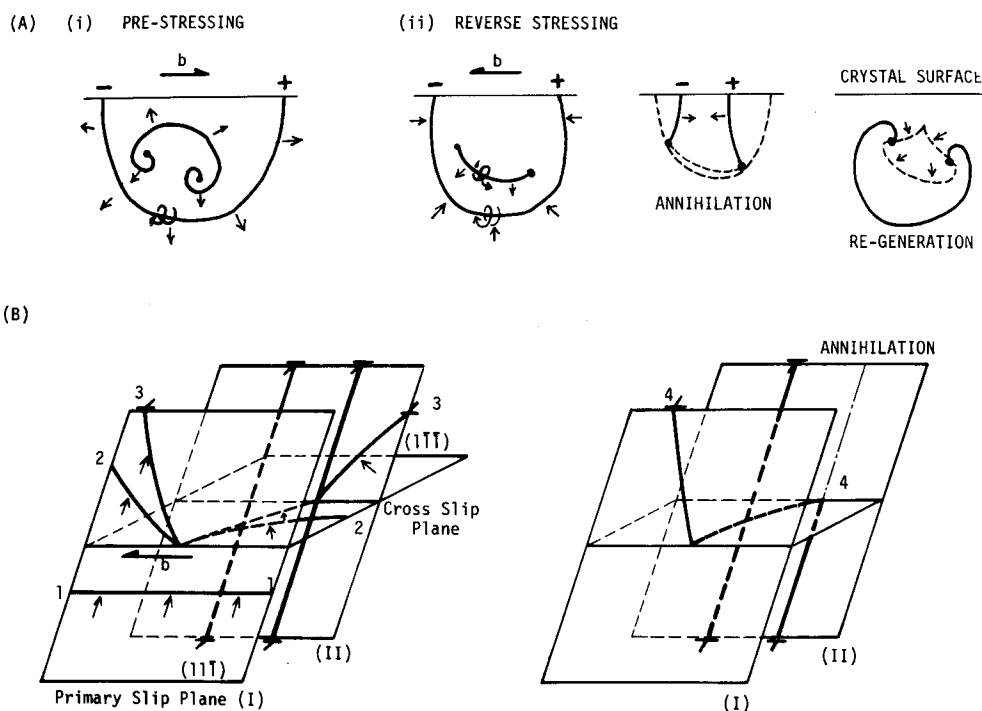 (A) (i) PRE-STRESSING (ii) REVERSE STRESSING
b b
- + - + - + CRYSTAL SURFACE
ANNIHILATION
RE-GENERATION
(B)
ANNIHILATION
3 3 4
(11̄1̄)
2
Cross Slip
Plane
2 4
b
1 1
(111̄) (II) (II)
Primary Slip Plane (I) (I)